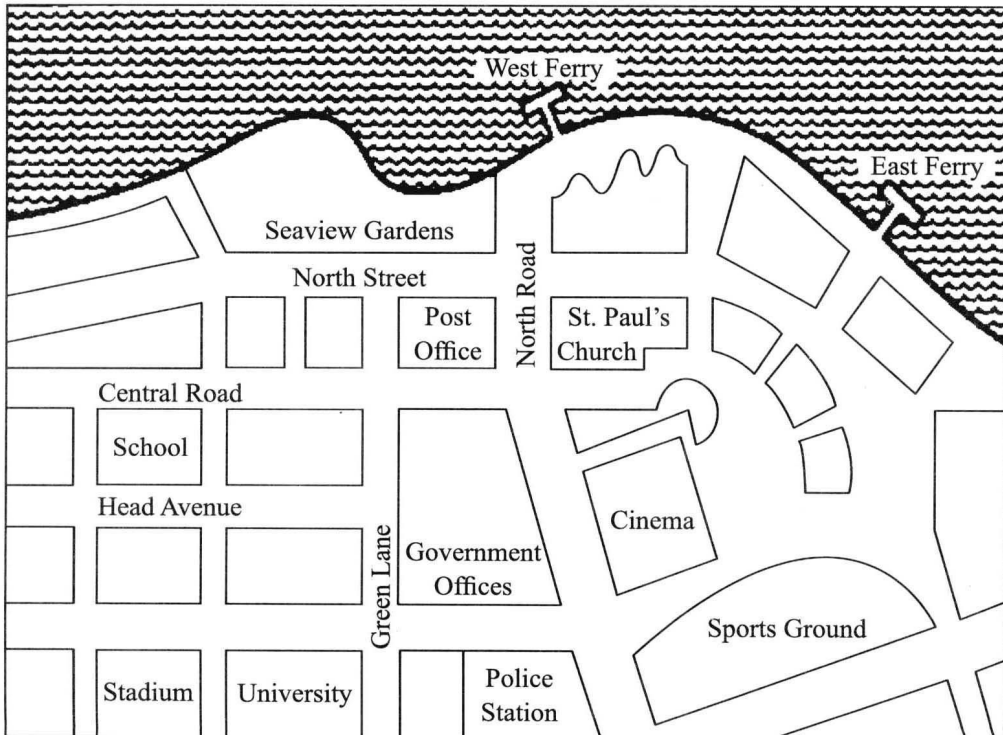 West Ferry
East Ferry
Seaview Gardens
North Street
North Road
Post
Office
St. Paul's
Church
Central Road
School
Head Avenue
Cinema
Government
Offices
Green Lane
Sports Ground
Stadium
University
Police
Station